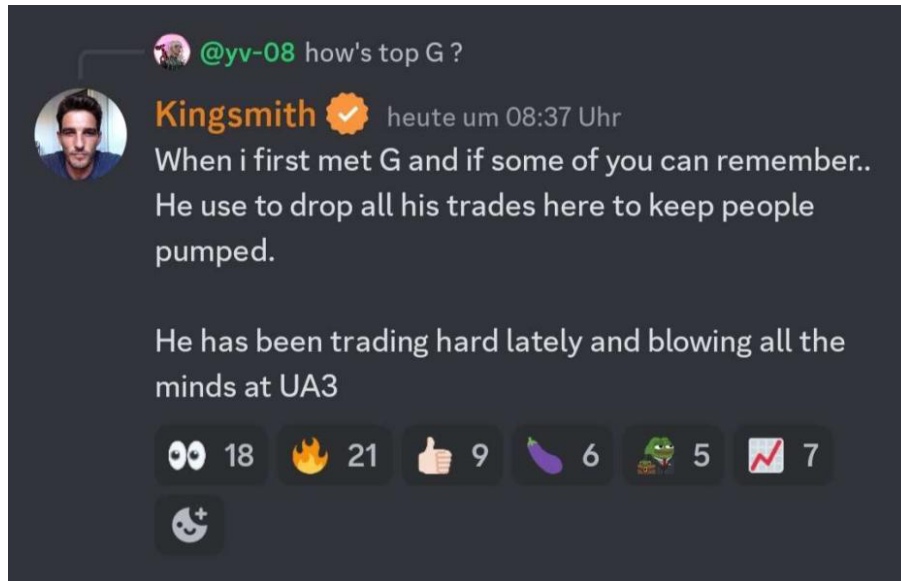 @yv-08 how's top G ?
Kingsmith heute um 08:37 Uhr
When i first met G and if some of you can remember..
He use to drop all his trades here to keep people
pumped.
He has been trading hard lately and blowing all the
minds at UA3
18 21 9 6 5 7